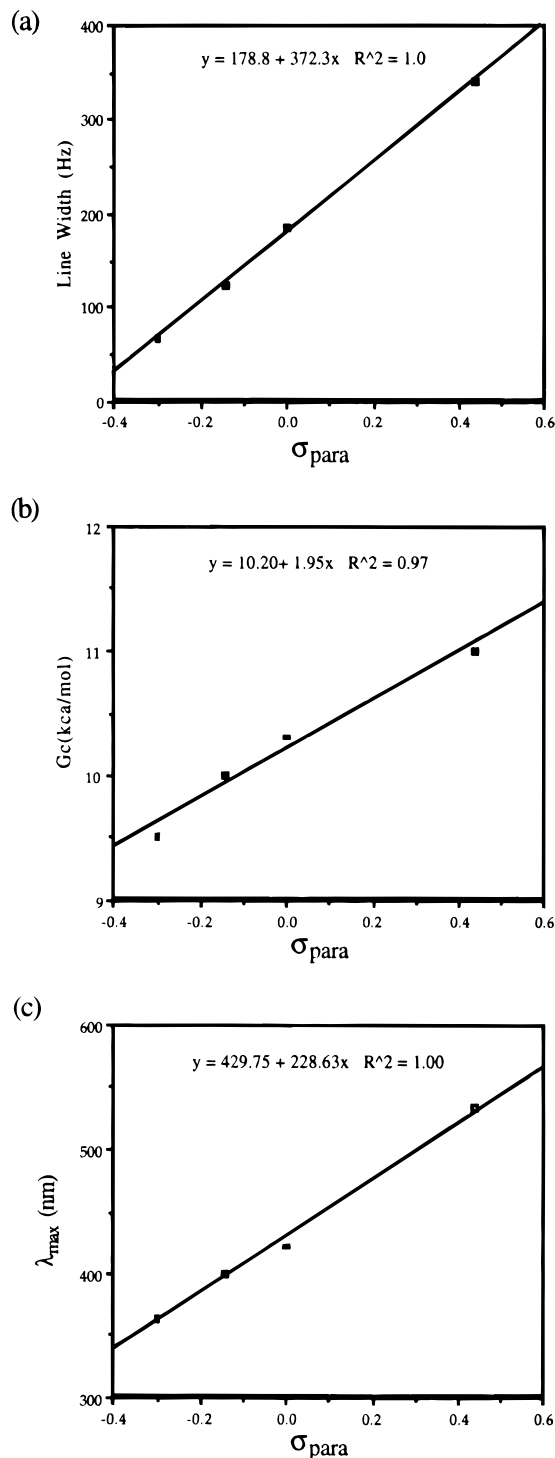 (a)
y = 178.8 + 372.3x R^2 = 1.0
Line Width (Hz)
400
300
200
100
0
-0.4 -0.2 0.0 0.2 0.4 0.6
σpara
(b)
y = 10.20+ 1.95x R^2 = 0.97
Gc(kca/mol)
12
11
10
9
-0.4 -0.2 0.0 0.2 0.4 0.6
σpara
(c)
y = 429.75 + 228.63x R^2 = 1.00
λmax (nm)
600
500
400
300
-0.4 -0.2 0.0 0.2 0.4 0.6
σpara